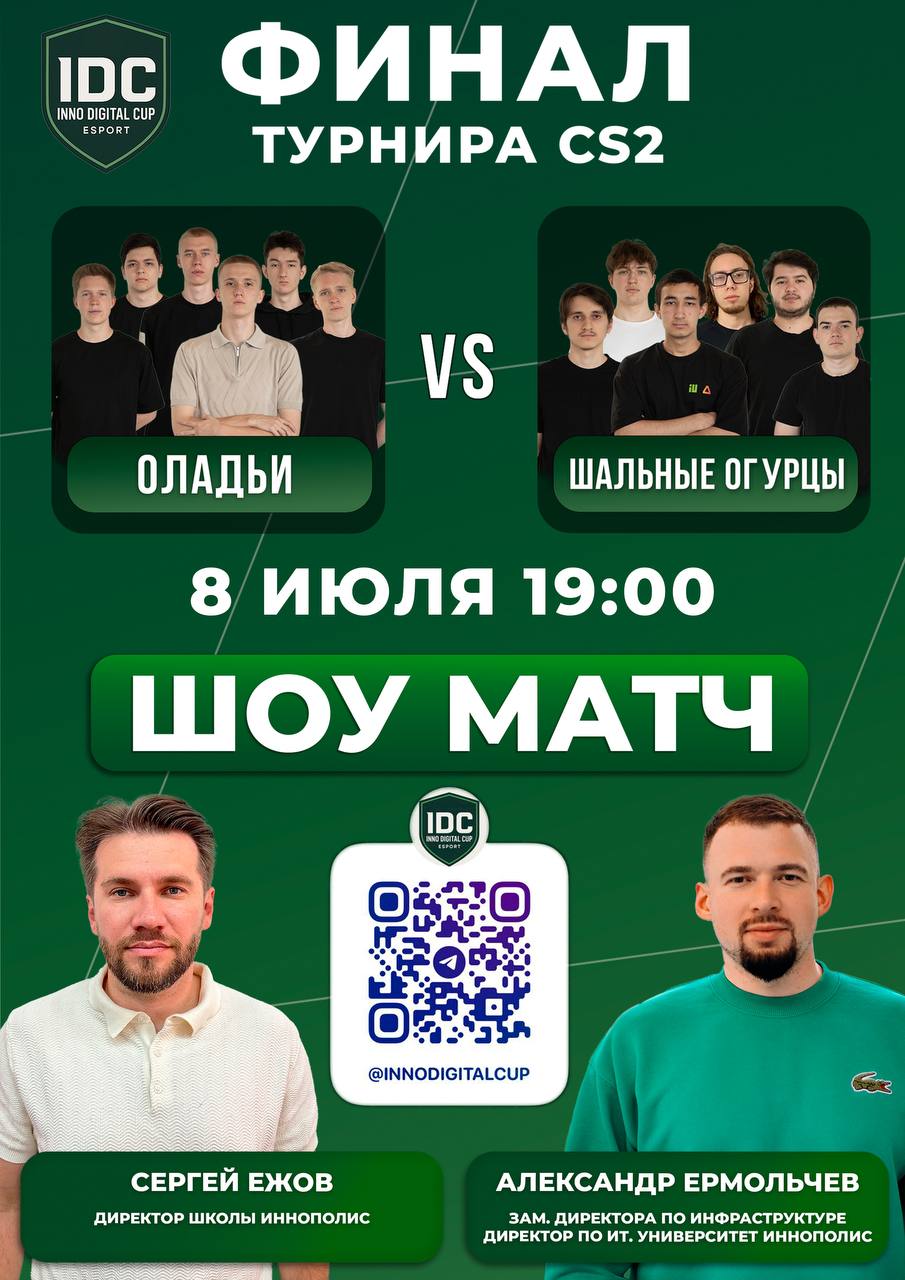 IDC
INNO DIGITAL CUP
ESPORT
ФИНАЛ
ТУРНИРА CS2
iU
VS
ОЛАДЬИ
ШАЛЬНЫЕ ОГУРЦЫ
8 ИЮЛЯ 19:00
ШОУ МАТЧ
IDC
INNO DIGITAL CUP
ESPORT
@INNODIGITALCUP
СЕРГЕЙ ЕЖОВ
ДИРЕКТОР ШКОЛЫ ИННОПОЛИС
АЛЕКСАНДР ЕРМОЛЬЧЕВ
ЗАМ. ДИРЕКТОРА ПО ИНФРАСТРУКТУРЕ
ДИРЕКТОР ПО ИТ. УНИВЕРСИТЕТ ИННОПОЛИС